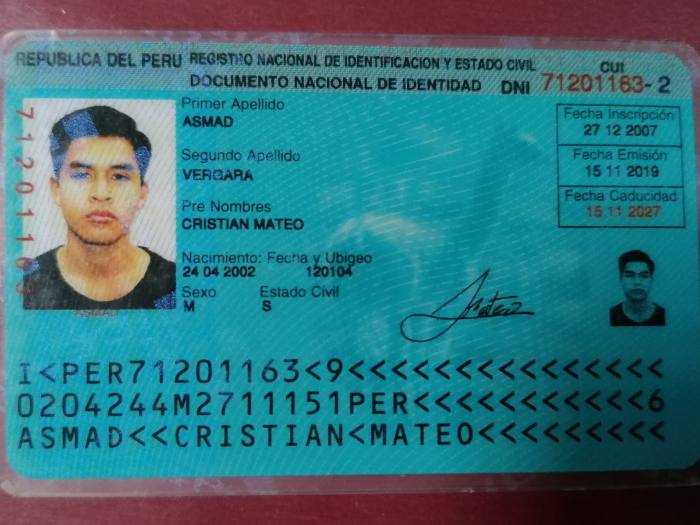 REPUBLICA DEL PERU REGISTRO NACIONAL DE IDENTIFICACION Y ESTADO CIVIL CUI
DOCUMENTO NACIONAL DE IDENTIDAD DNI 71201163-2
71201163
Primer Apellido
ASMAD
Segundo Apellido
VERGARA
Pre Nombres
CRISTIAN MATEO
Nacimiento: Fecha y Ubigeo
24 04 2002 120104
Sexo Estado Civil
M S
Fecha Inscripción
27 12 2007
Fecha Emisión
15 11 2019
Fecha Caducidad
15 11 2027
ASMAD
Mateo
I<PER71201163<9<<<<<<<<<<<<<<<
0204244M2711151PER<<<<<<<<<<<6
ASMAD<<CRISTIAN<MATEO<<<<<<<<<